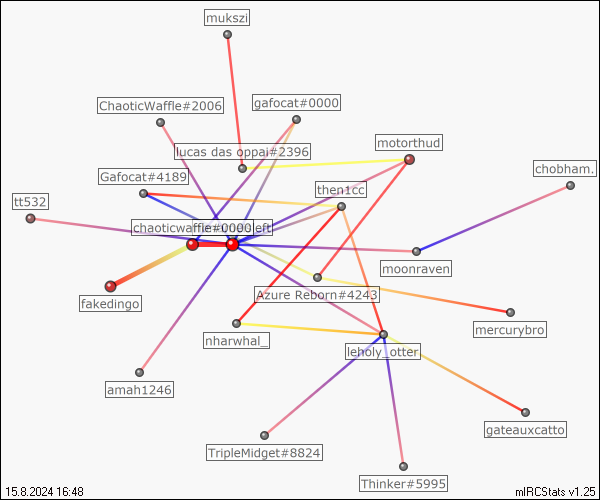 mukszi
ChaoticWaffle#2006
gafocat#0000
motorthud
lucas das oppai#2396
chobham.
Gafocat#4189
then1cc
tt532
chaoticwaffle#0000
eft
moonraven
Azure Reborn#4243
fakedingo
mercurybro
nharwhal_
leholy_otter
amah1246
gateauxcatto
TripleMidget#8824
Thinker#5995
15.8.2024 16:48
mIRCStats v1.25